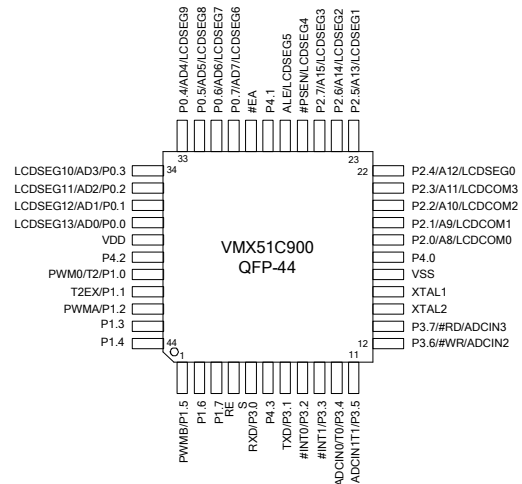 P0.4/AD4/LCDSEG9
P0.5/AD5/LCDSEG8
P0.6/AD6/LCDSEG7
P0.7/AD7/LCDSEG6
#EA
P4.1
ALE/LCDSEG5
#PSEN/LCDSEG4
P2.7/A15/LCDSEG3
P2.6/A14/LCDSEG2
P2.5/A13/LCDSEG1
33
23
34
22
LCDSEG10/AD3/P0.3
LCDSEG11/AD2/P0.2
LCDSEG12/AD1/P0.1
LCDSEG13/AD0/P0.0
VDD
P4.2
PWM0/T2/P1.0
T2EX/P1.1
PWMA/P1.2
P1.3
P1.4
VMX51C900
QFP-44
P2.4/A12/LCDSEG0
P2.3/A11/LCDCOM3
P2.2/A10/LCDCOM2
P2.1/A9/LCDCOM1
P2.0/A8/LCDCOM0
P4.0
VSS
XTAL1
XTAL2
P3.7/#RD/ADCIN3
P3.6/#WR/ADCIN2
44
12
1
11
PWMB/P1.5
P1.6
P1.7
RE
S
RXD/P3.0
P4.3
TXD/P3.1
#INT0/P3.2
#INT1/P3.3
ADCIN0/T0/P3.4
ADCIN1T1/P3.5